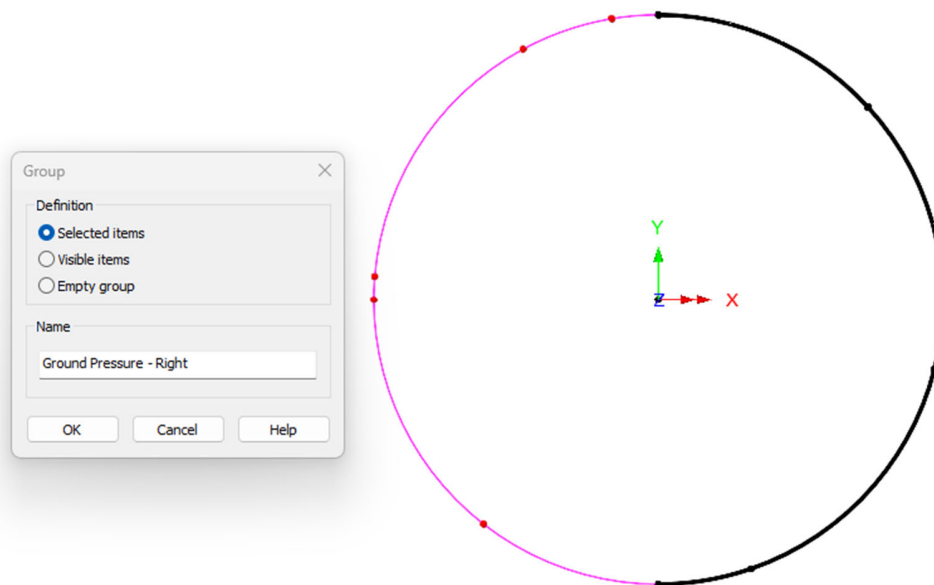 Group
Definition
Selected items
Visible items
Empty group
Name
Ground Pressure - Right
OK Cancel Help
Y
Z X